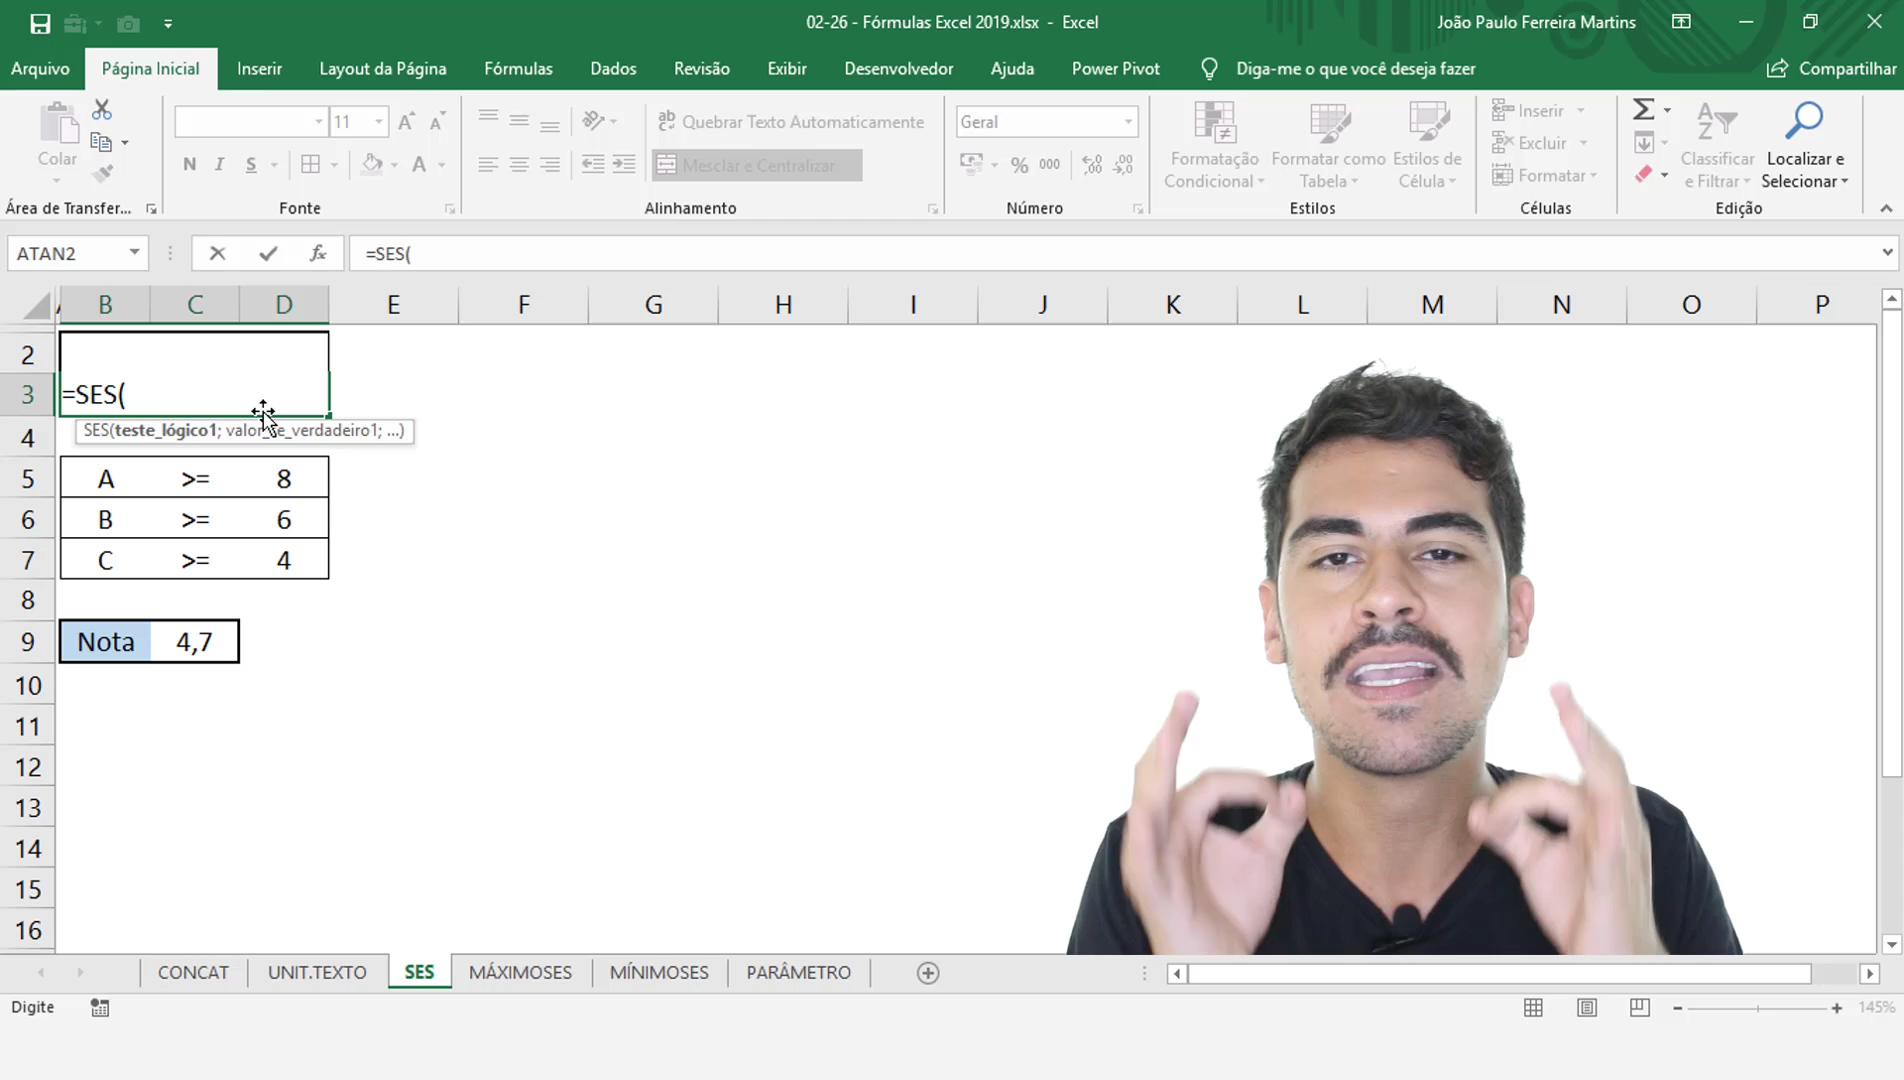 02-26 - Fórmulas Excel 2019.xlsx - Excel
João Paulo Ferreira Martins
Arquivo
Página Inicial
Inserir
Layout da Página
Fórmulas
Dados
Revisão
Exibir
Desenvolvedor
Ajuda
Power Pivot
Diga-me o que você deseja fazer
Compartilhar
Colar
11
N I S
Quebrar Texto Automaticamente
Mesclar e Centralizar
Geral
% 000
Formatação Condicional
Formatar como Tabela
Estilos de Célula
Inserir
Excluir
Formatar
Classificar e Filtrar
Localizar e Selecionar
Área de Transfer...
Fonte
Alinhamento
Número
Estilos
Células
Edição
ATAN2
fx
=SES(
B C D E F G H I J K L M N O P
2
3 =SES(
SES(teste_lógico1; valor_se_verdadeiro1; ...)
4
5 A >= 8
6 B >= 6
7 C >= 4
8
9 Nota 4,7
10
11
12
13
14
15
16
CONCAT
UNIT.TEXTO
SES
MÁXIMOSES
MÍNIMOSES
PARÂMETRO
Digite
145%